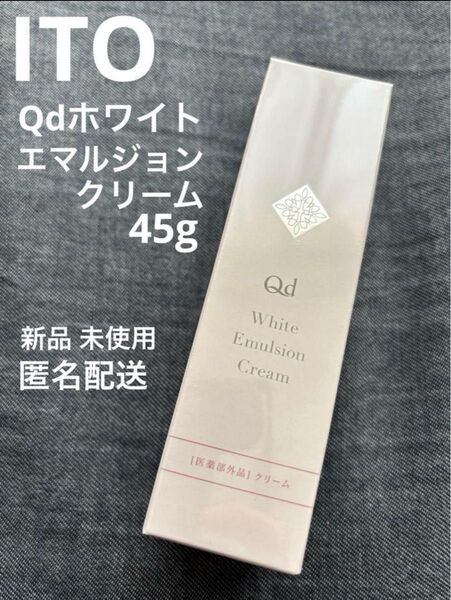 ITO
Qdホワイト
エマルジョン
クリーム
45g
新品 未使用
匿名配送
Qd
White
Emulsion
Cream
[医薬部外品] クリーム